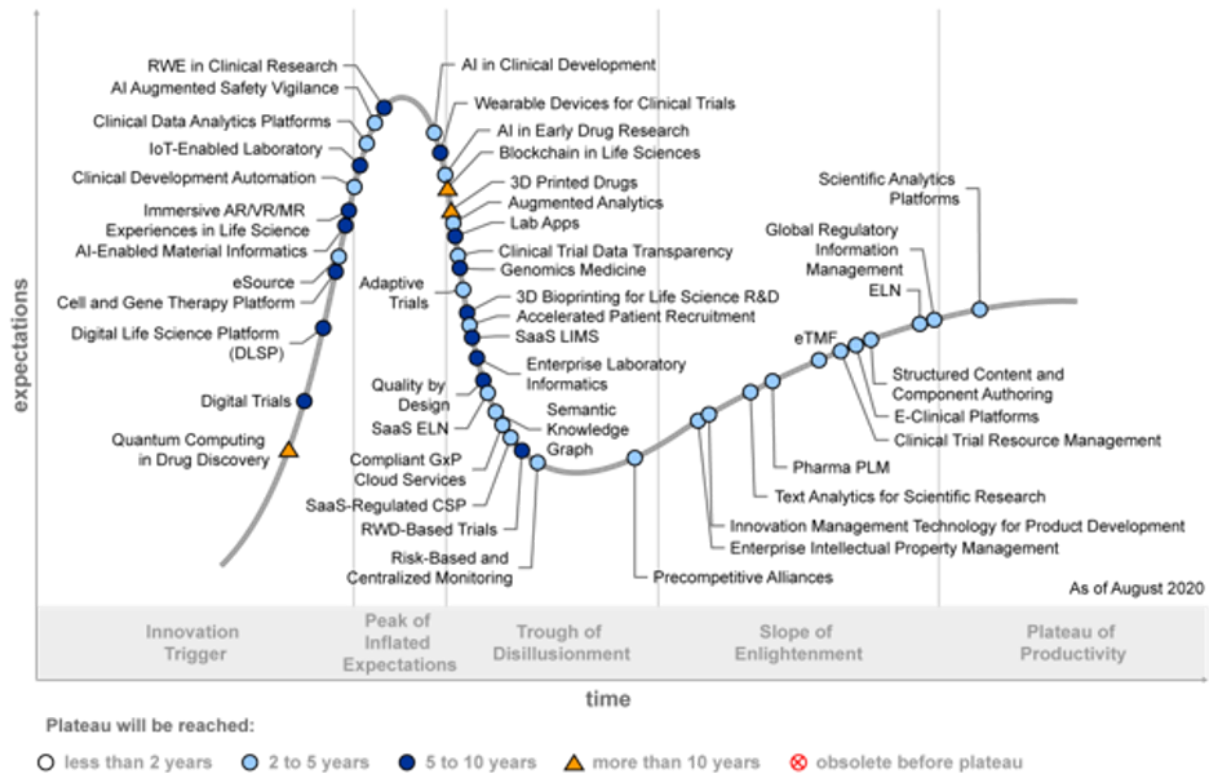 RWE in Clinical Research
AI Augmented Safety Vigilance
Clinical Data Analytics Platforms
IoT-Enabled Laboratory
Clinical Development Automation
Immersive AR/VR/MR
Experiences in Life Science
AI-Enabled Material Informatics
eSource
Cell and Gene Therapy Platform
Digital Life Science Platform
(DLSP)
Digital Trials
Quantum Computing
in Drug Discovery
AI in Clinical Development
Wearable Devices for Clinical Trials
AI in Early Drug Research
Blockchain in Life Sciences
3D Printed Drugs
Augmented Analytics
Lab Apps
Clinical Trial Data Transparency
Genomics Medicine
Adaptive
Trials
3D Bioprinting for Life Science R&D
Accelerated Patient Recruitment
SaaS LIMS
Enterprise Laboratory
Informatics
Quality by
Design
SaaS ELN
Semantic
Knowledge
Graph
Compliant GxP
Cloud Services
SaaS-Regulated CSP
RWD-Based Trials
Risk-Based and
Centralized Monitoring
Precompetitive Alliances
Scientific Analytics
Platforms
Global Regulatory
Information
Management
ELN
eTMF
Structured Content and
Component Authoring
E-Clinical Platforms
Clinical Trial Resource Management
Pharma PLM
Text Analytics for Scientific Research
Innovation Management Technology for Product Development
Enterprise Intellectual Property Management
As of August 2020
expectations
Innovation
Trigger
Peak of
Inflated
Expectations
Trough of
Disillusionment
Slope of
Enlightenment
Plateau of
Productivity
time
Plateau will be reached:
less than 2 years
2 to 5 years
5 to 10 years
more than 10 years
obsolete before plateau